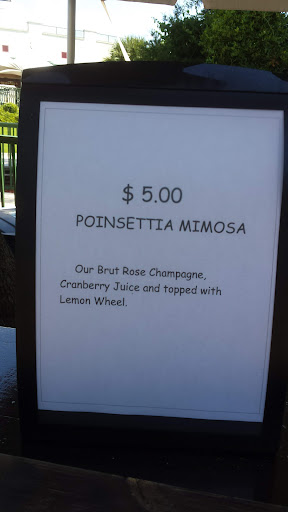 $ 5.00
POINSETTIA MIMOSA
Our Brut Rose Champagne,
Cranberry Juice and topped with
Lemon Wheel.